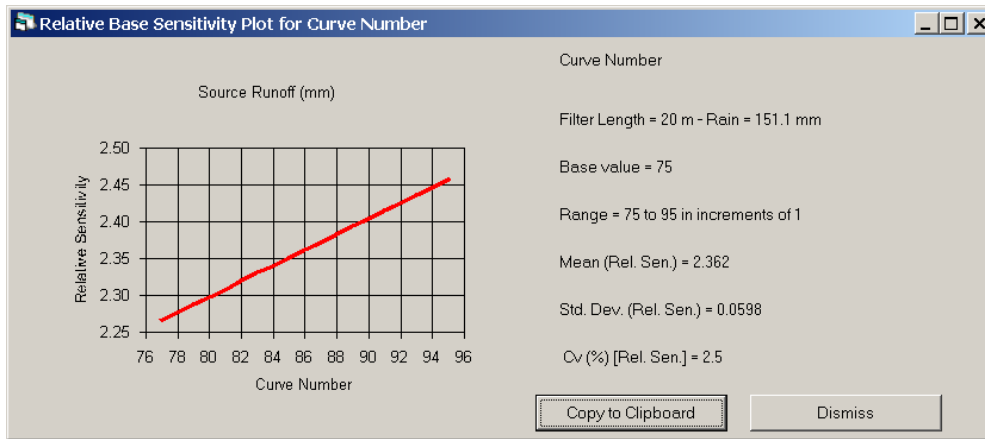 Relative Base Sensitivity Plot for Curve Number
Source Runoff (mm)
Relative Sensitivity
2.50
2.45
2.40
2.35
2.30
2.25
76 78 80 82 84 86 88 90 92 94 96
Curve Number
Curve Number
Filter Length = 20 m - Rain = 151.1 mm
Base value = 75
Range = 75 to 95 in increments of 1
Mean (Rel. Sen.) = 2.362
Std. Dev. (Rel. Sen.) = 0.0598
Cv (%) [Rel. Sen.] = 2.5
Copy to Clipboard
Dismiss